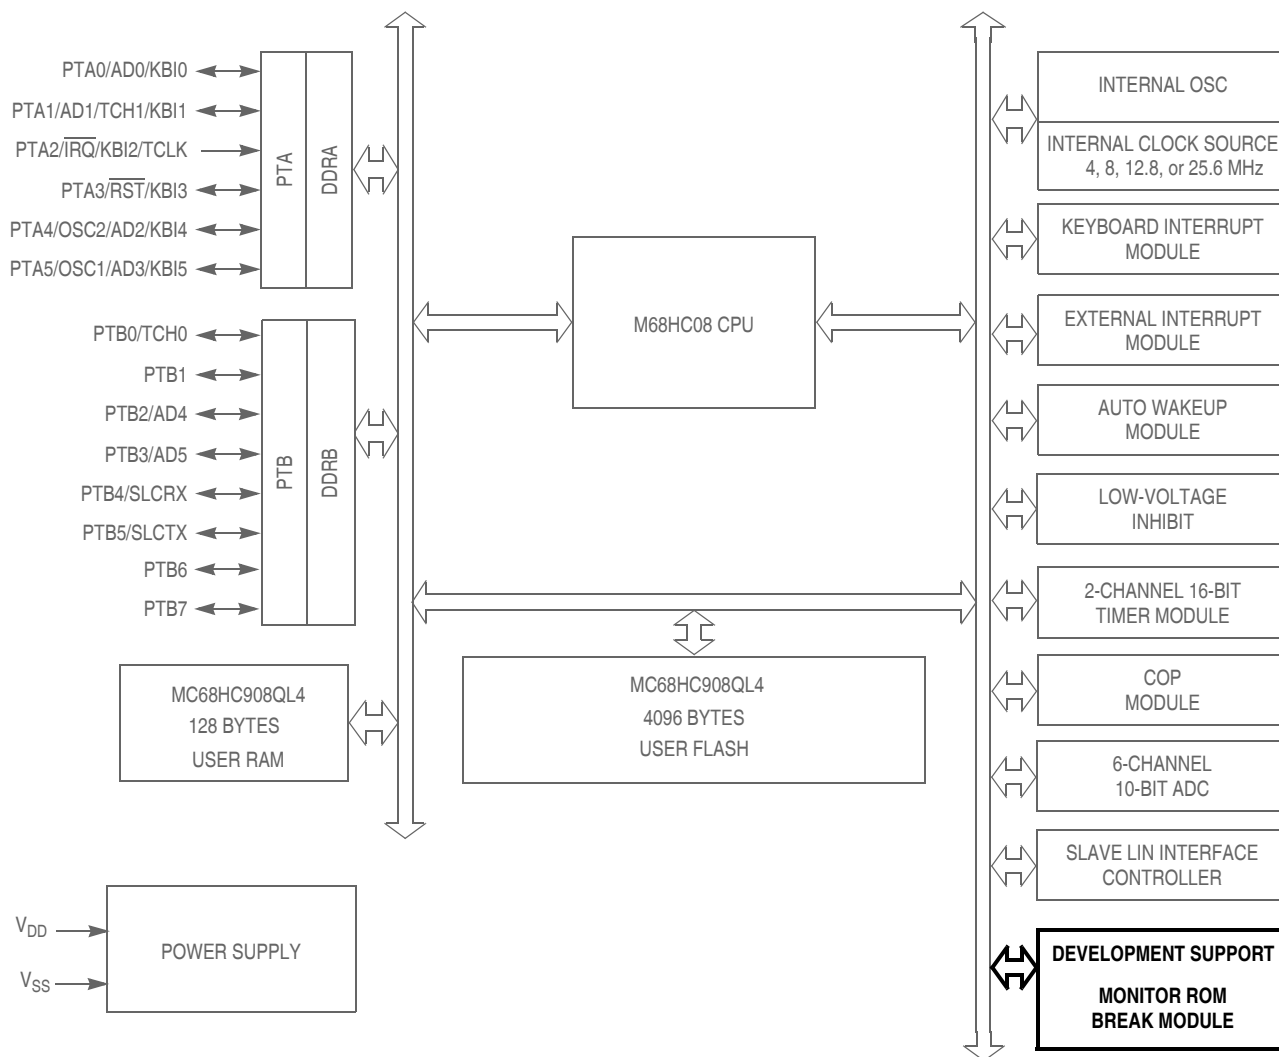 PTA0/AD0/KBI0
PTA1/AD1/TCH1/KBI1
PTA2/IRQ/KBI2/TCLK
PTA3/RST/KBI3
PTA4/OSC2/AD2/KBI4
PTA5/OSC1/AD3/KBI5
PTA
DDRA
PTB0/TCH0
PTB1
PTB2/AD4
PTB3/AD5
PTB4/SLCRX
PTB5/SLCTX
PTB6
PTB7
PTB
DDRB
MC68HC908QL4
128 BYTES
USER RAM
VDD
VSS
POWER SUPPLY
M68HC08 CPU
MC68HC908QL4
4096 BYTES
USER FLASH
INTERNAL OSC
INTERNAL CLOCK SOURCE
4, 8, 12.8, or 25.6 MHz
KEYBOARD INTERRUPT
MODULE
EXTERNAL INTERRUPT
MODULE
AUTO WAKEUP
MODULE
LOW-VOLTAGE
INHIBIT
2-CHANNEL 16-BIT
TIMER MODULE
COP
MODULE
6-CHANNEL
10-BIT ADC
SLAVE LIN INTERFACE
CONTROLLER
DEVELOPMENT SUPPORT
MONITOR ROM
BREAK MODULE